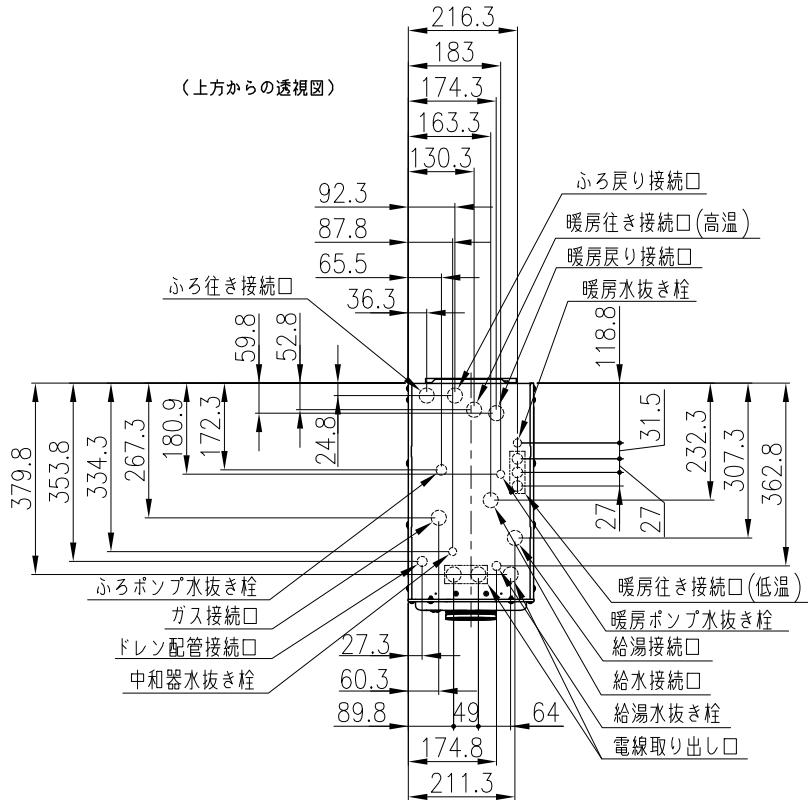 216.3
183
（上方からの透視図）
174.3
163.3
130.3
ふろ戻り接続口
92.3
暖房往き接続口(高温)
87.8
暖房戻り接続口
65.5
ふろ往き接続口
暖房水抜き栓
36.3
59.8
52.8
118.8
24.8
31.5
379.8
353.8
334.3
267.3
180.9
172.3
232.3
307.3
362.8
27
27
ふろポンプ水抜き栓
暖房往き接続口(低温)
ガス接続口
暖房ポンプ水抜き栓
ドレン配管接続口
27.3
給湯接続口
中和器水抜き栓
60.3
給水接続口
89.8
49
64
給湯水抜き栓
174.8
電線取り出し口
211.3